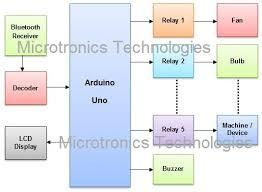 Bluetooth
Receiver
Decoder
LCD
Display
Arduino
Uno
Relay 1
Relay 2
Relay 5
Buzzer
Fan
Bulb
Machine /
Device
Microtronics Technologies
Microtronics Technologies